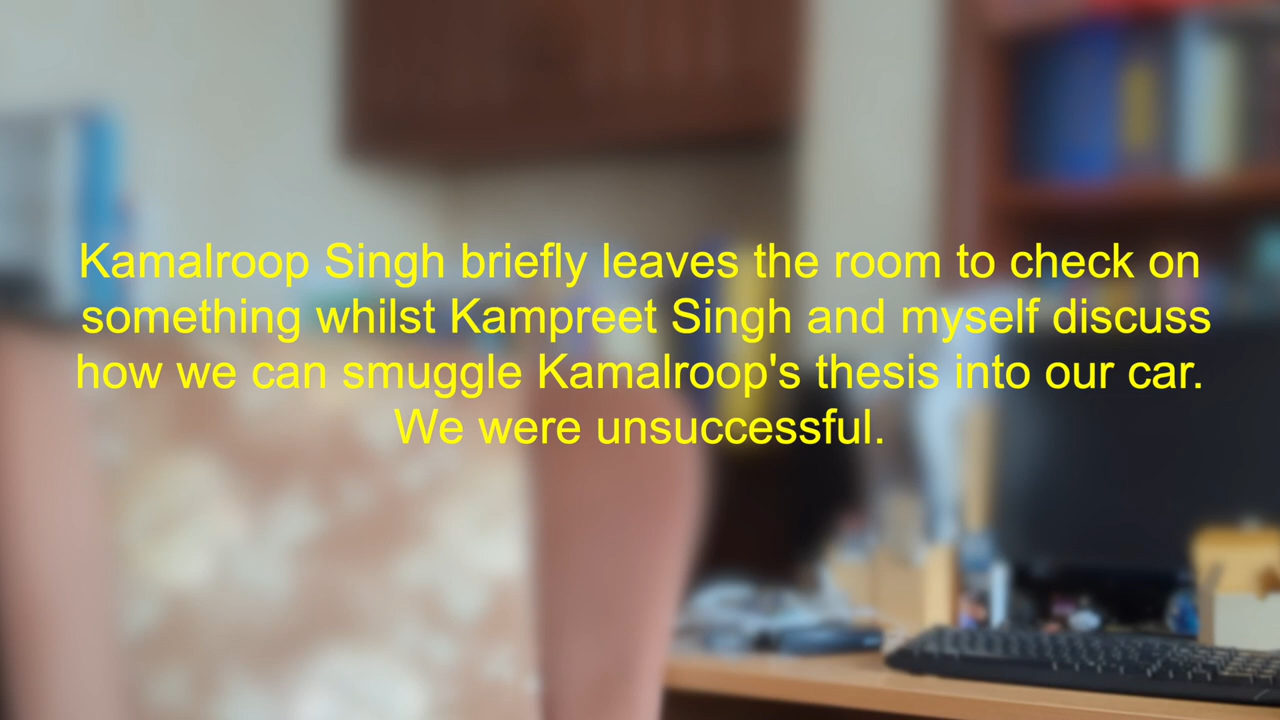 Kamalroop Singh briefly leaves the room to check on
something whilst Kampreet Singh and myself discuss
how we can smuggle Kamalroop's thesis into our car.
We were unsuccessful.